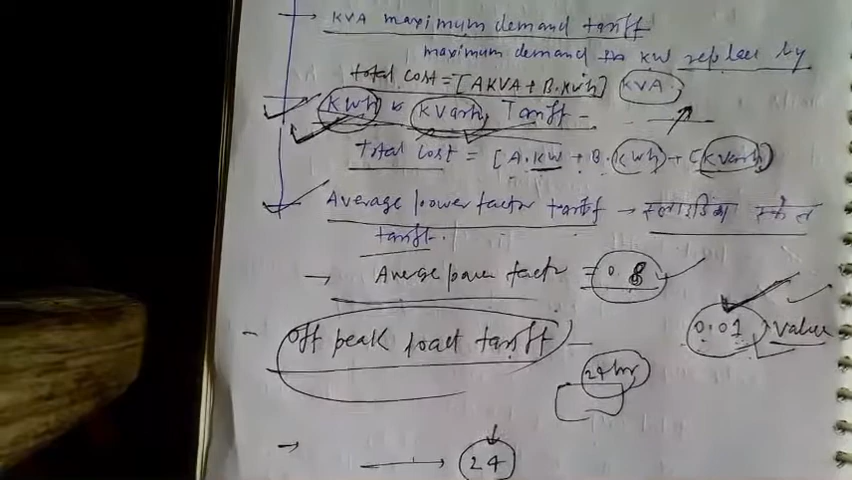 → KVA maximum demand tariff
maximum demand in kW replace by
total cost = [AKVA + B.kwh] KVA
kwh & kVarh Tariff -
Total Cost = [A.kw + B.kwh + C kVarh]
Average power factor tariff → स्लाइडिंग स्केल
tariff.
→ Average power factor = 0.8
0.01 value
- Off peak load tariff -
24hr
→ → 24